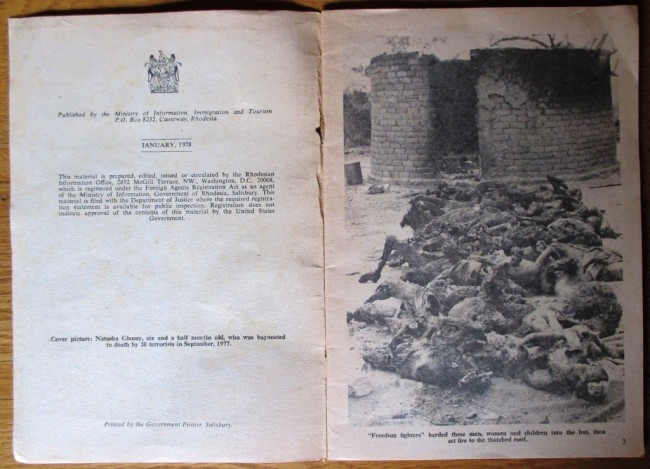 Published by the Ministry of Information, Immigration and Tourism
P.O. Box 8232, Causeway, Rhodesia.
JANUARY, 1978
This material is prepared, edited, issued or circulated by the Rhodesian
Information Office, 2852 McGill Terrace, NW., Washington, D.C. 20008,
which is registered under the Foreign Agents Registration Act as an agent
of the Ministry of Information, Government of Rhodesia, Salisbury. This
material is filed with the Department of Justice where the required registra-
tion statement is available for public inspection. Registration does not
indicate approval of the contents of this material by the United States
Government.
Cover picture: Natasha Glenny, six and a half months old, who was bayoneted
to death by 20 terrorists in September, 1977.
Printed by the Government Printer, Salisbury.
"Freedom fighters" herded these men, women and children into the hut, then
set fire to the thatched roof.
3